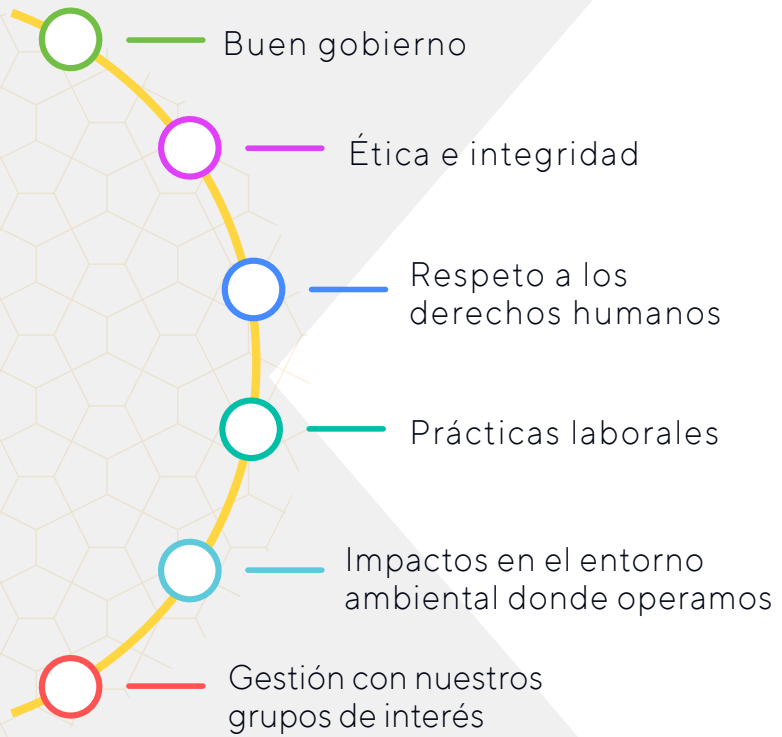 Buen gobierno
Ética e integridad
Respeto a los
derechos humanos
Prácticas laborales
Impactos en el entorno
ambiental donde operamos
Gestión con nuestros
grupos de interés